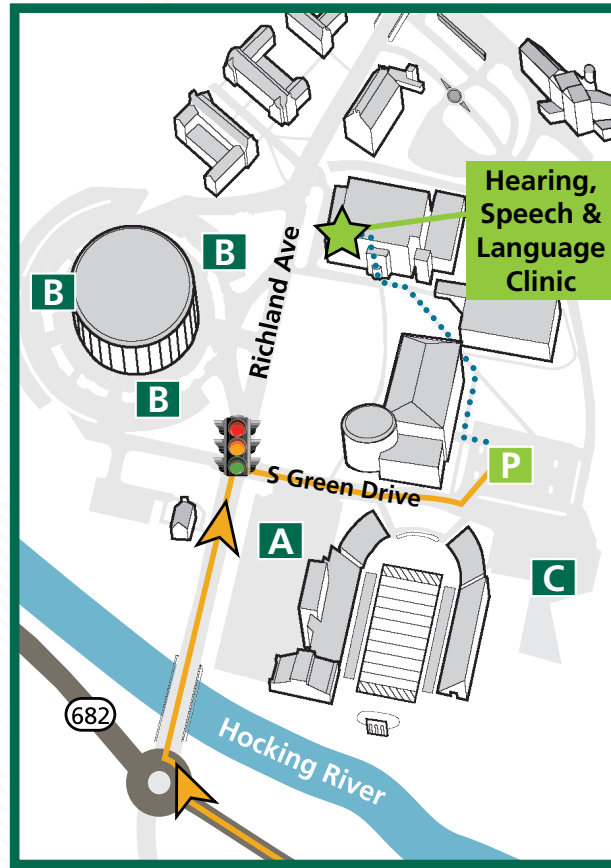 Hearing,
Speech &
Language
Clinic
B
Richland Ave
B
B
S Green Drive
P
A
C
682
Hocking River